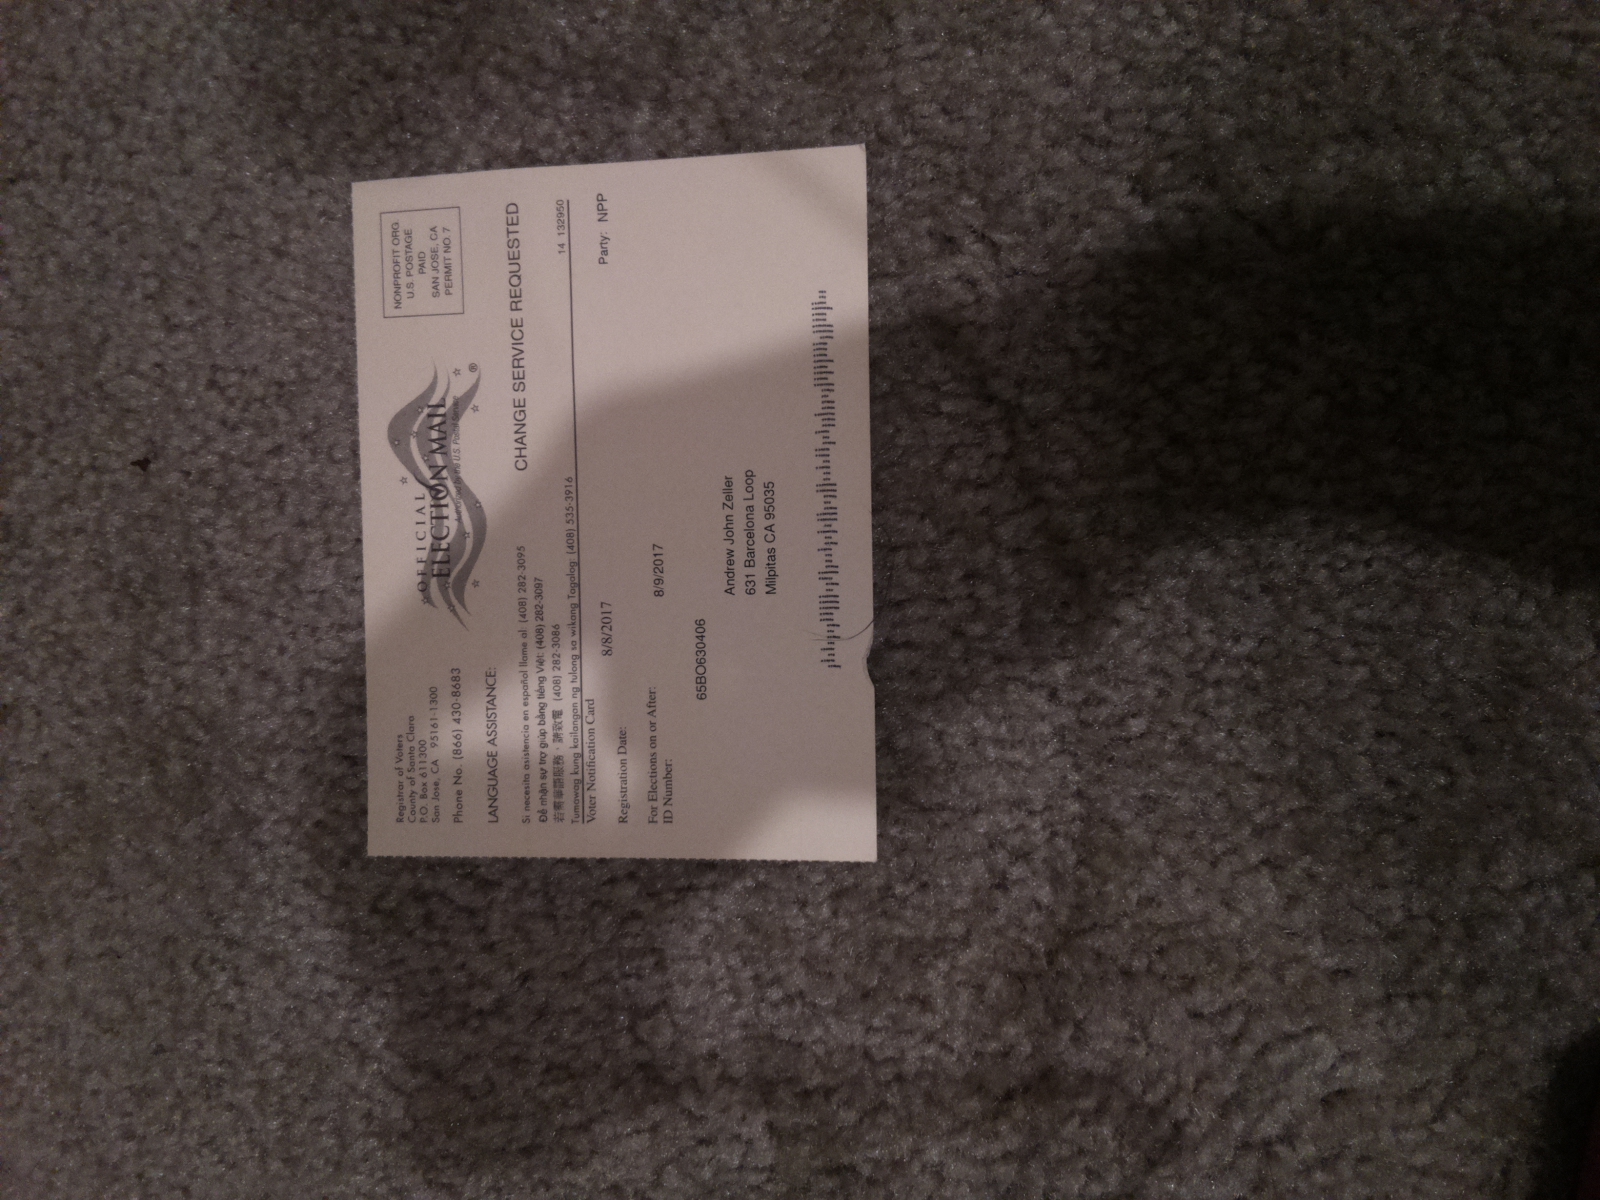 Registrar of Voters
County of Santa Clara
P.O. Box 611300
San Jose, CA 95161-1300
Phone No. (866) 430-8683
OFFICIAL
ELECTION MAIL
Authorized by the U.S. Postal Service
®
NONPROFIT ORG
U.S. POSTAGE
PAID
SAN JOSE, CA
PERMIT NO. 7
LANGUAGE ASSISTANCE:
CHANGE SERVICE REQUESTED
Si necesita asistencia en español llame al: (408) 282-3095
Để nhận sự trợ giúp bằng tiếng Việt: (408) 282-3097
若需華語服務，請致電 (408) 282-3086
Tumawag kung kailangan ng tulong sa wikang Tagalog: (408) 535-3916
14 132950
Voter Notification Card
8/8/2017
Party: NPP
Registration Date:
For Elections on or After: 8/9/2017
ID Number:
65BO630406
Andrew John Zeller
631 Barcelona Loop
Milpitas CA 95035